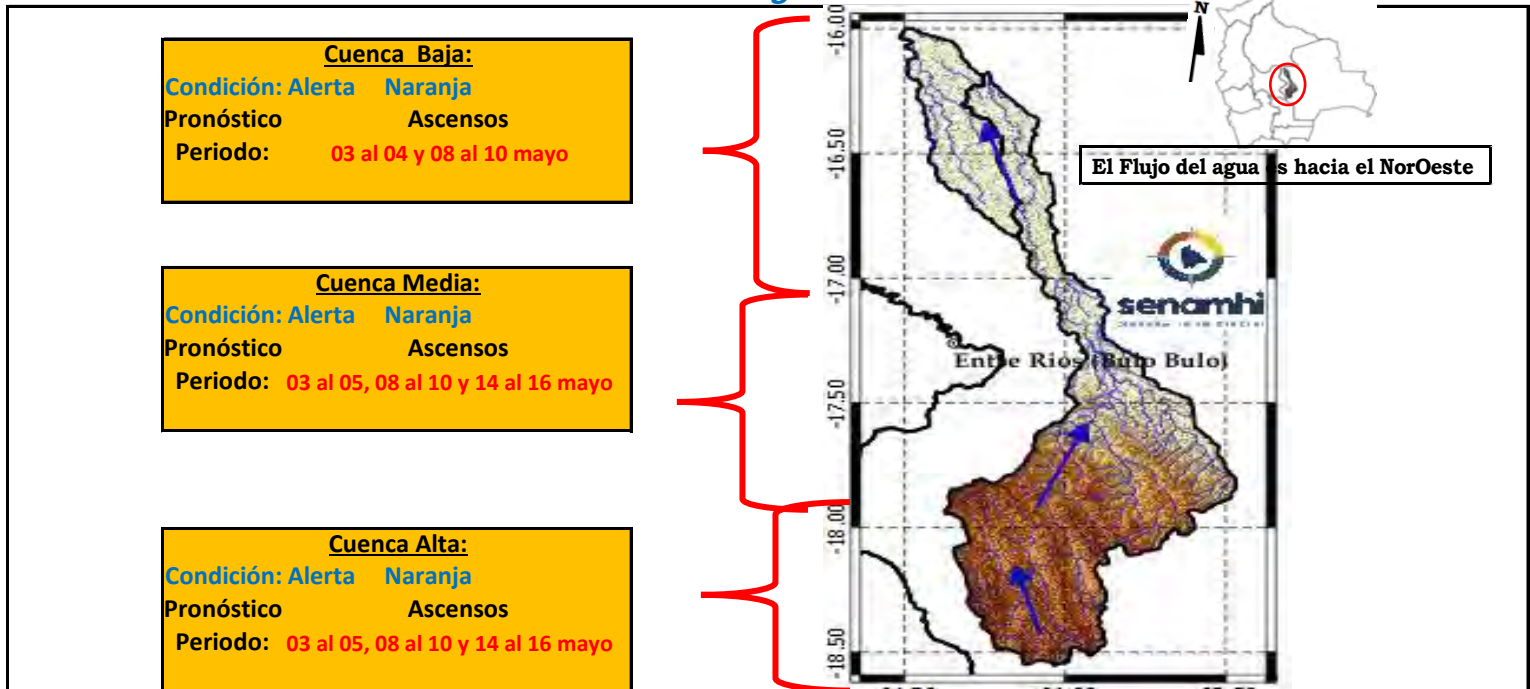 Cuenca Baja:
Condición: Alerta Naranja
Pronóstico Ascensos
Periodo: 03 al 04 y 08 al 10 mayo
Cuenca Media:
Condición: Alerta Naranja
Pronóstico Ascensos
Periodo: 03 al 05, 08 al 10 y 14 al 16 mayo
Cuenca Alta:
Condición: Alerta Naranja
Pronóstico Ascensos
Periodo: 03 al 05, 08 al 10 y 14 al 16 mayo
N
El Flujo del agua es hacia el NorOeste
senamhi
Entre Rios (Bulo Bulo)
-16.00
-16.50
-17.00
-17.50
-18.00
-18.50